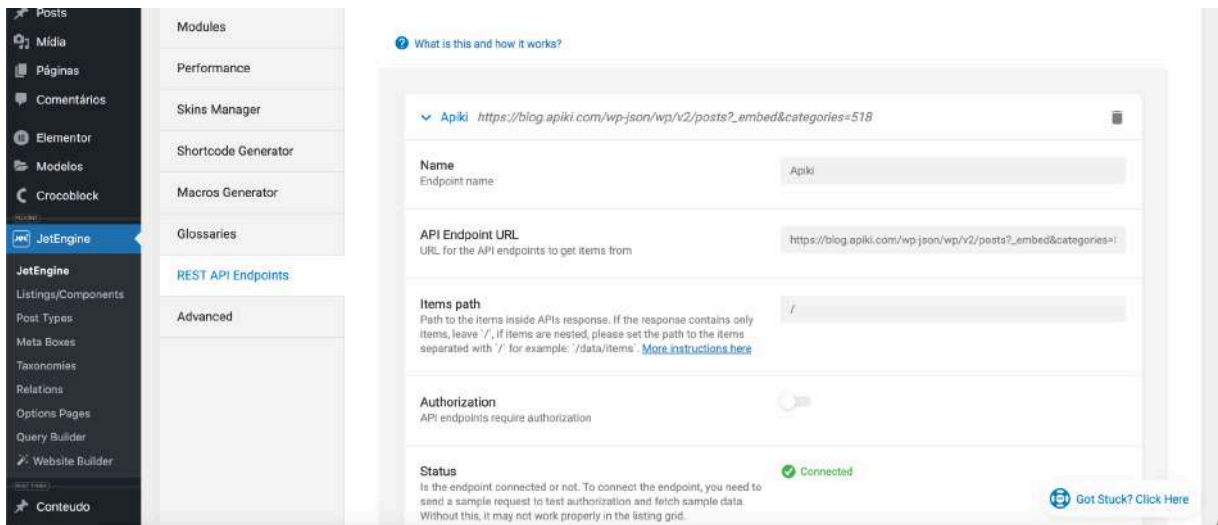 Posts
Mídia
Páginas
Comentários
Elementor
Modelos
Crocoblock
JetEngine
JetEngine
Listings/Components
Post Types
Meta Boxes
Taxonomies
Relations
Options Pages
Query Builder
Website Builder
Conteudo
Modules
Performance
Skins Manager
Shortcode Generator
Macros Generator
Glossaries
REST API Endpoints
Advanced
What is this and how it works?
Apiki https://blog.apiki.com/wp-json/wp/v2/posts?_embed&categories=518
Name
Endpoint name
Apiki
API Endpoint URL
URL for the API endpoints to get items from
https://blog.apiki.com/wp-json/wp/v2/posts?_embed&categories=
Items path
Path to the items inside APIs response. If the response contains only
items, leave `/`, if items are nested, please set the path to the items
separated with `/` for example: `/data/items`. More instructions here
/
Authorization
API endpoints require authorization
Status
Is the endpoint connected or not. To connect the endpoint, you need to
send a sample request to test authorization and fetch sample data.
Without this, it may not work properly in the listing grid.
Connected
Got Stuck? Click Here